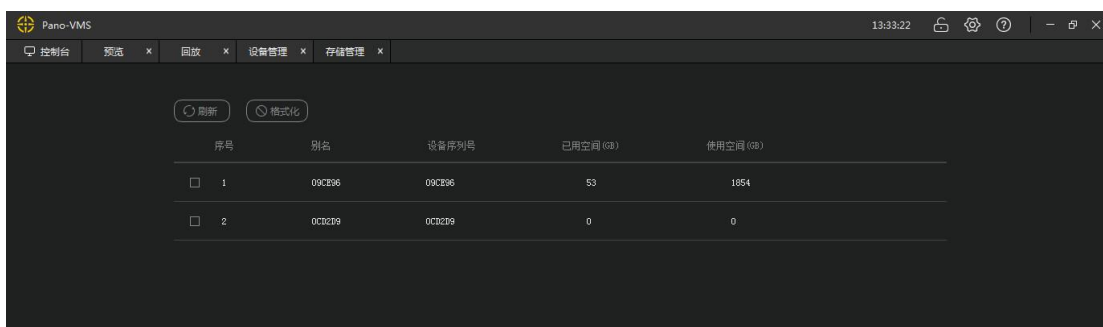 Pano-VMS 13:33:22
控制台 预览 × 回放 × 设备管理 × 存储管理 ×
刷新 格式化
序号 别名 设备序列号 已用空间(GB) 使用空间(GB)
1 09CE96 09CE96 53 1854
2 0CD2D9 0CD2D9 0 0